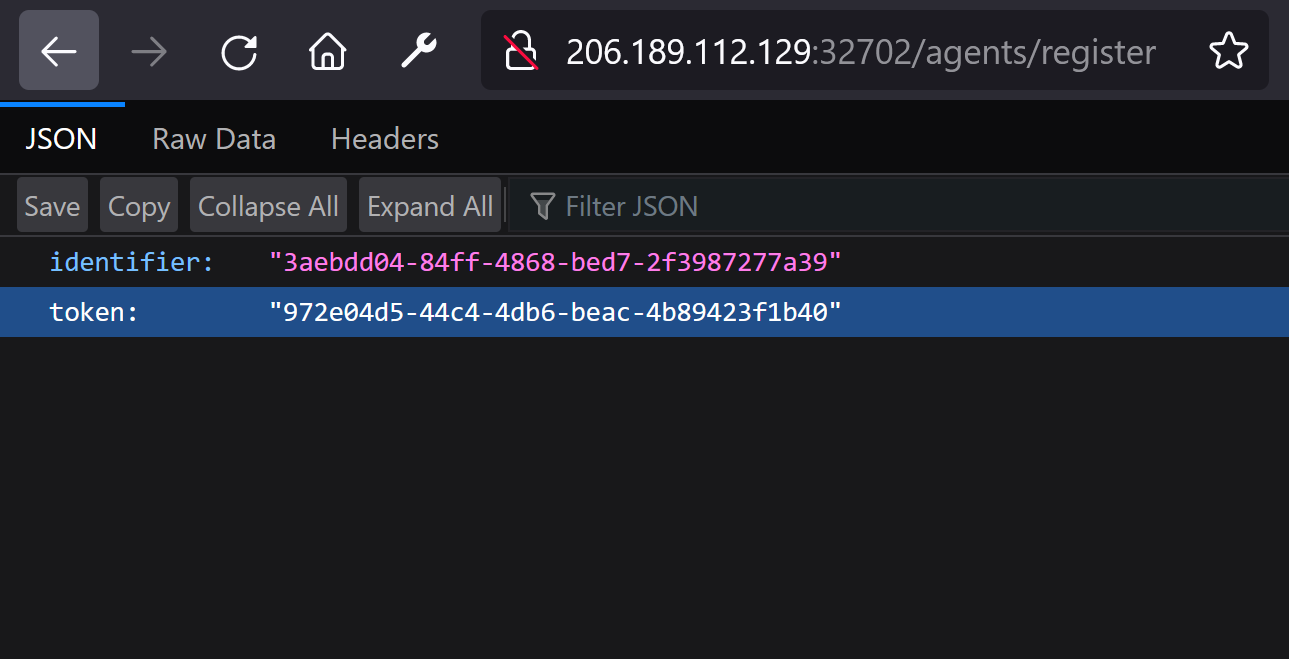 206.189.112.129:32702/agents/register
JSON Raw Data Headers
Save Copy Collapse All Expand All Filter JSON
identifier: "3aebdd04-84ff-4868-bed7-2f3987277a39"
token: "972e04d5-44c4-4db6-beac-4b89423f1b40"